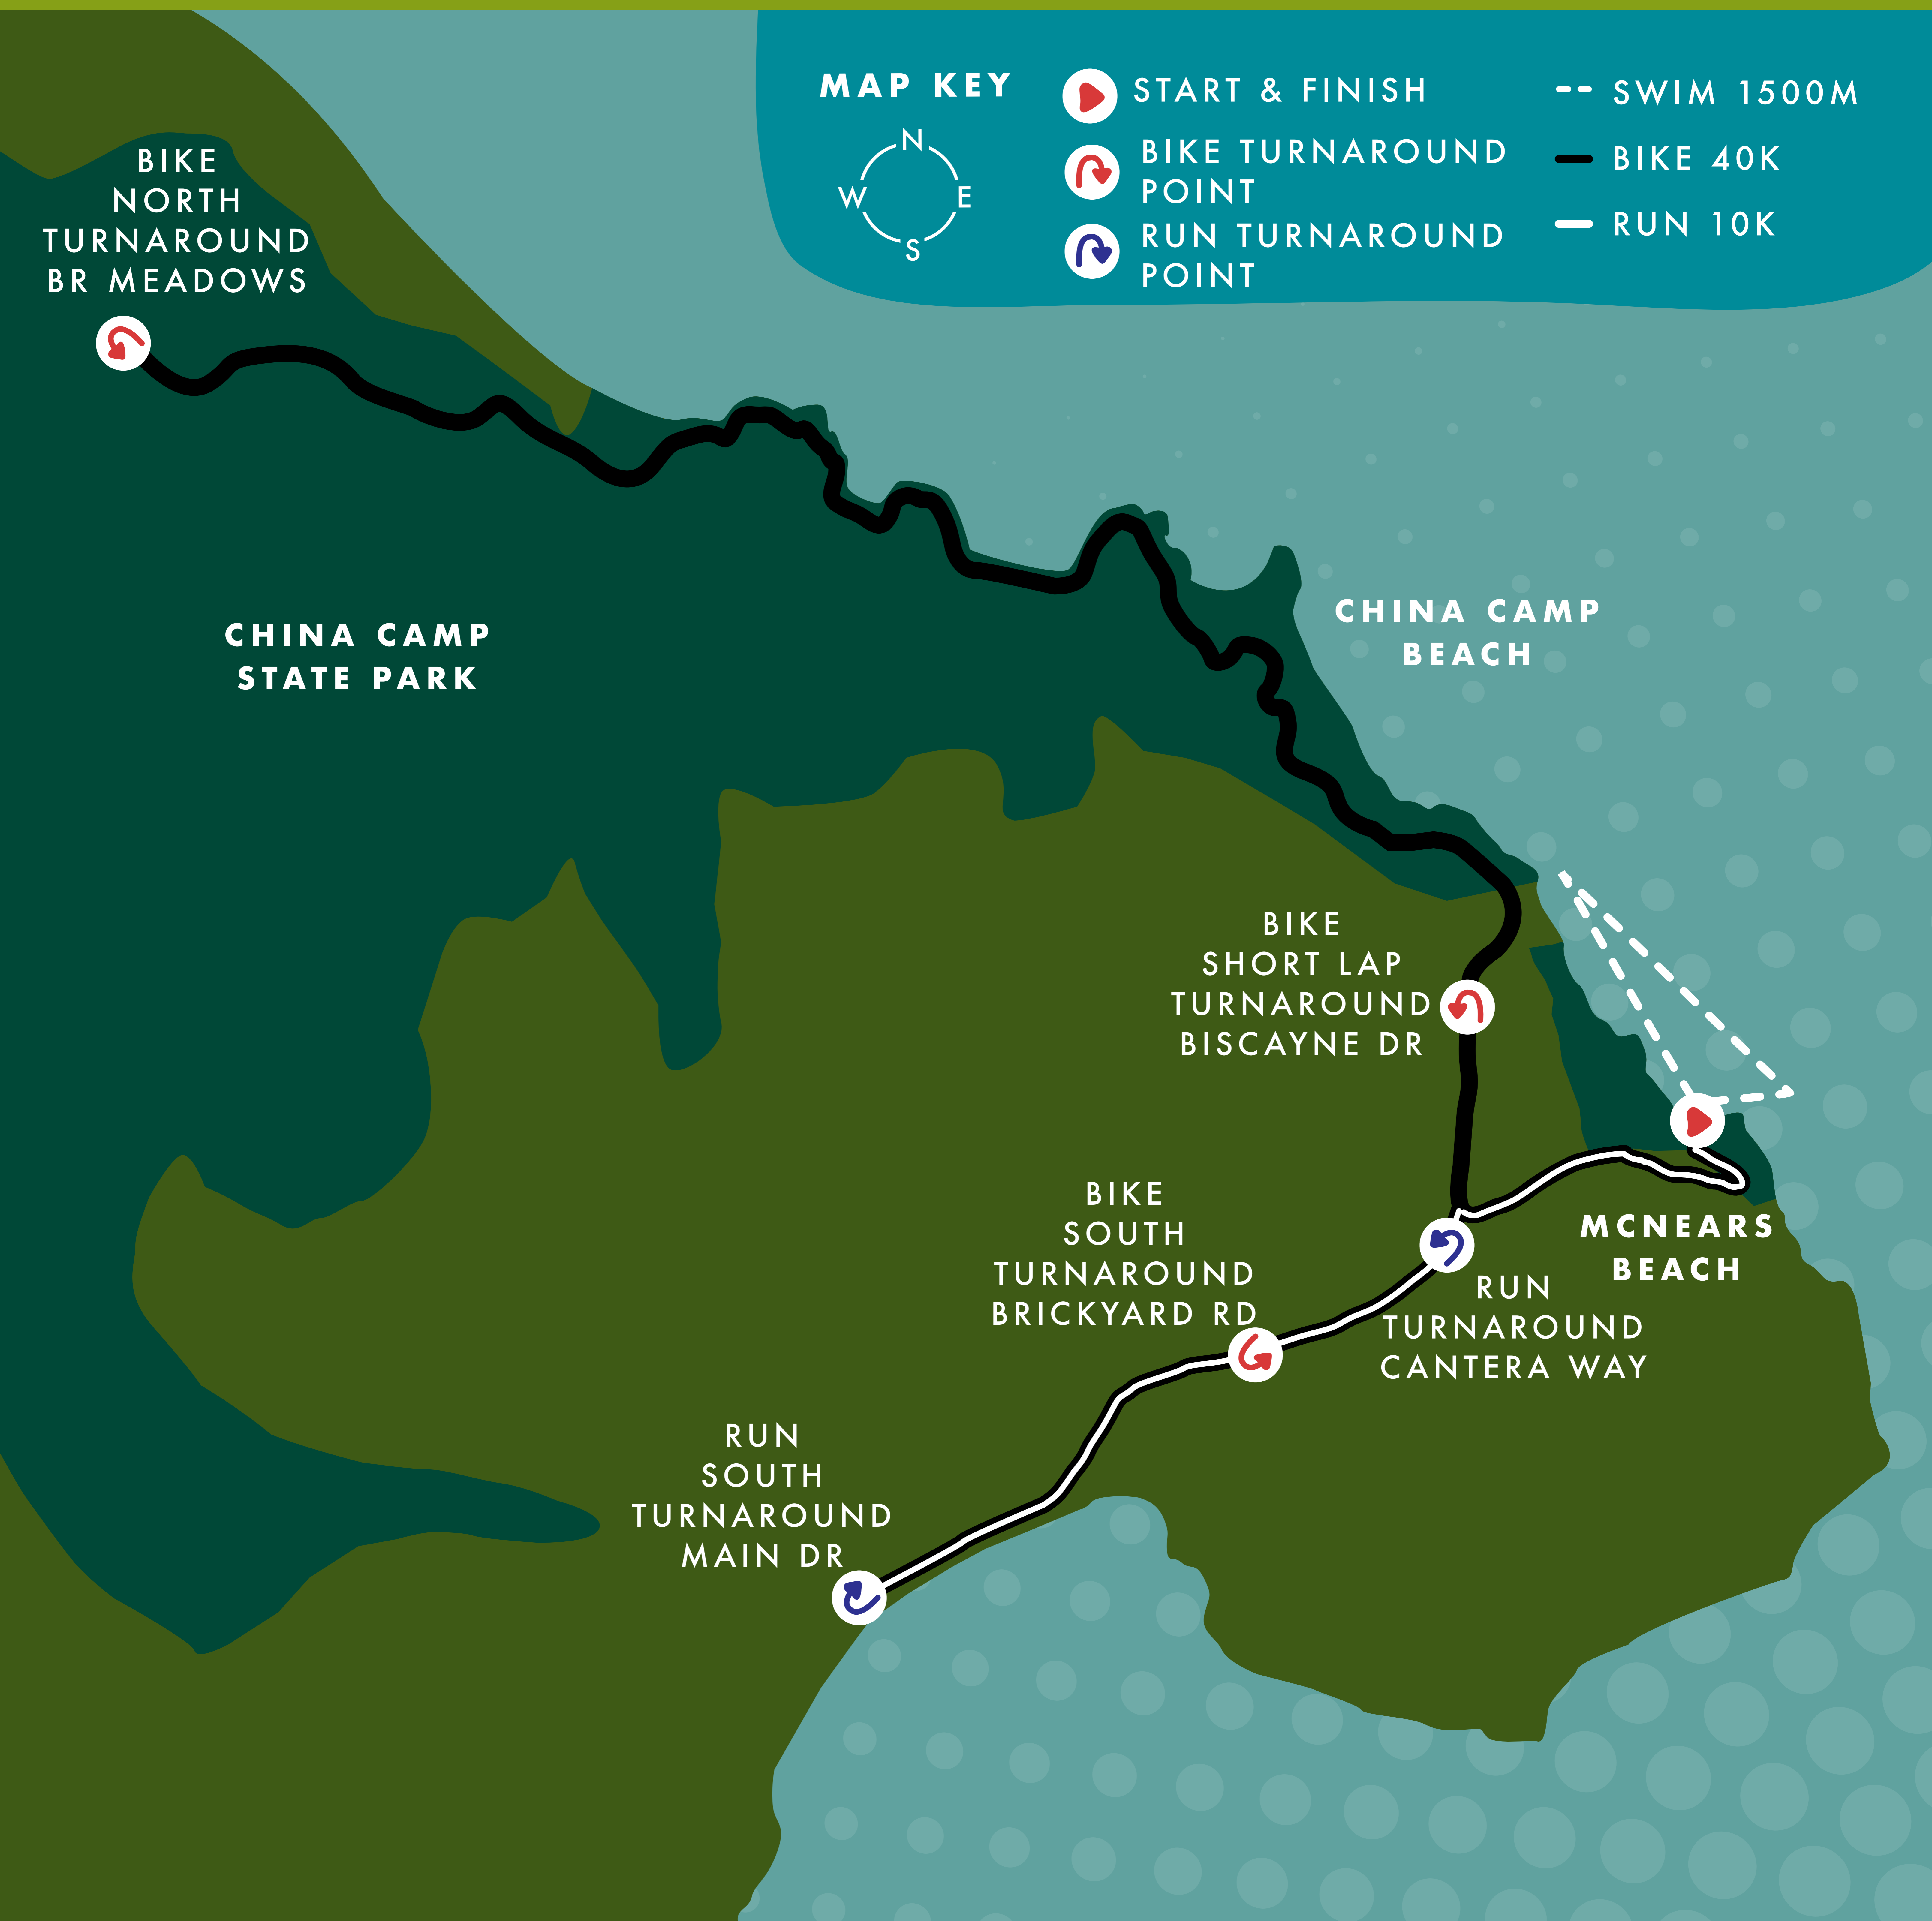 MAP KEY
N
W
E
S
START & FINISH
BIKE TURNAROUND
POINT
RUN TURNAROUND
POINT
SWIM 1500M
BIKE 40K
RUN 10K
BIKE
NORTH
TURNAROUND
BR MEADOWS
CHINA CAMP
STATE PARK
CHINA CAMP
BEACH
BIKE
SHORT LAP
TURNAROUND
BISCAYNE DR
BIKE
SOUTH
TURNAROUND
BRICKYARD RD
MCNEARS
BEACH
RUN
TURNAROUND
CANTERA WAY
RUN
SOUTH
TURNAROUND
MAIN DR